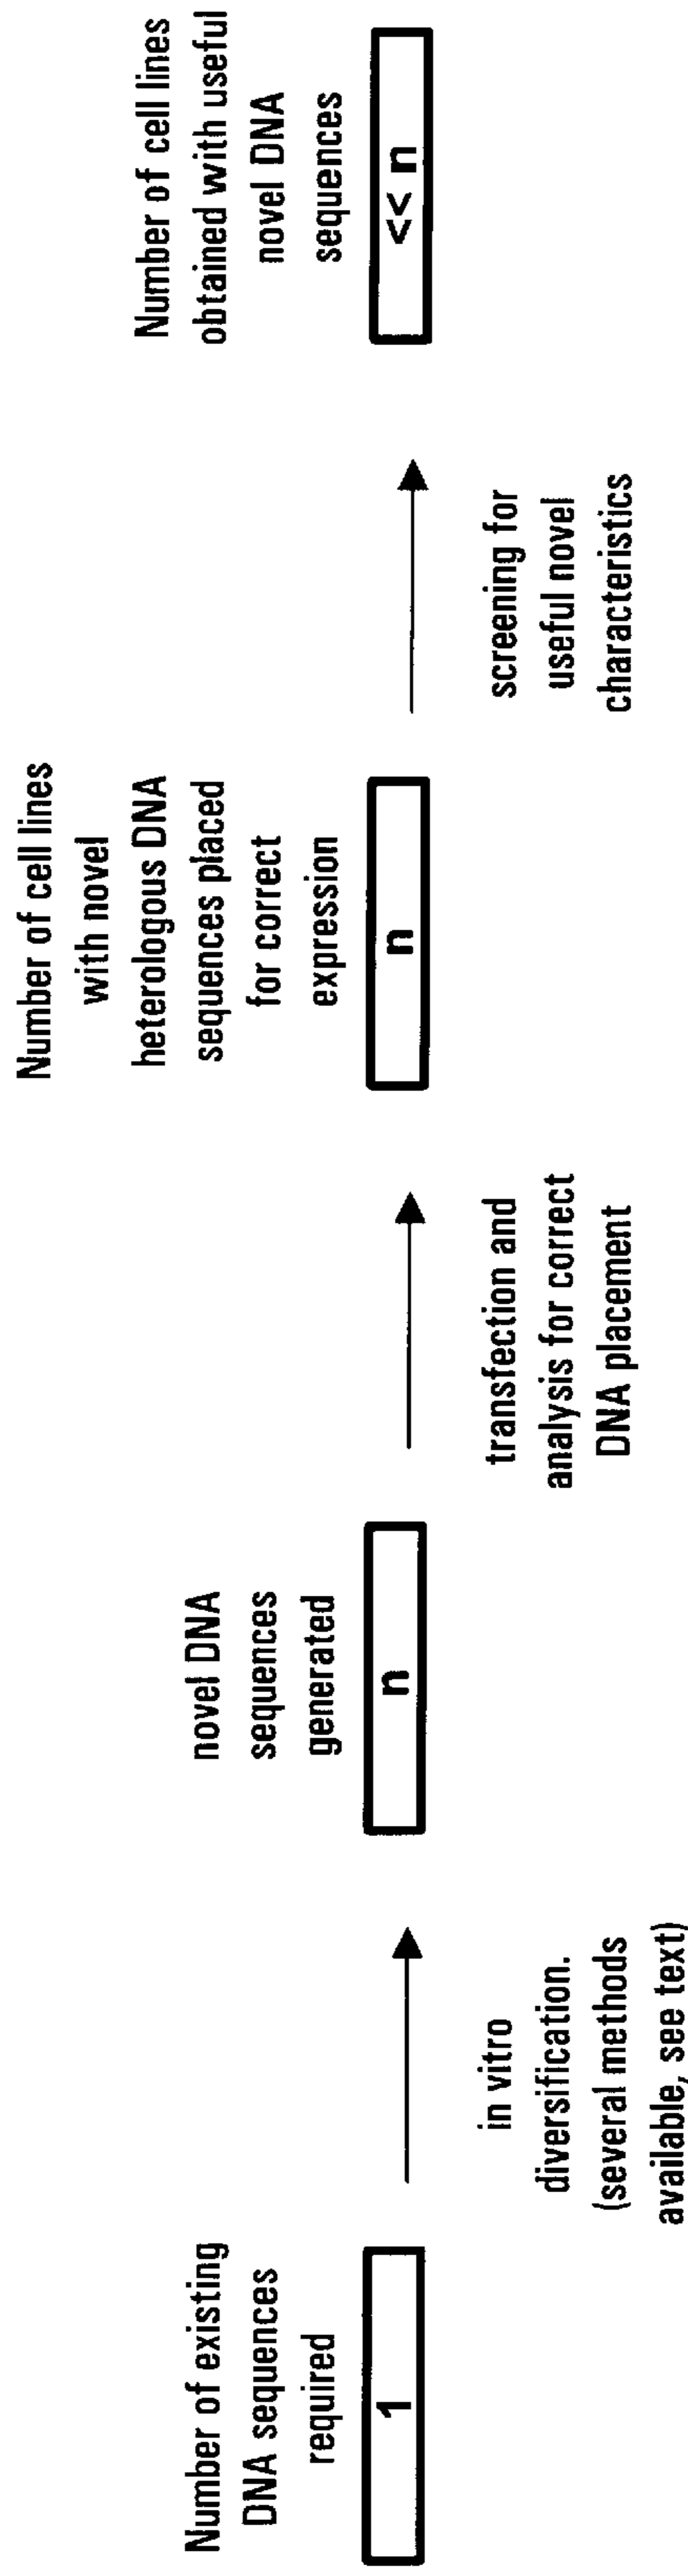 Number of existing
DNA sequences
required
1
in vitro
diversification.
(several methods
available, see text)
novel DNA
sequences
generated
n
transfection and
analysis for correct
DNA placement
Number of cell lines
with novel
heterologous DNA
sequences placed
for correct
expression
n
screening for
useful novel
characteristics
Number of cell lines
obtained with useful
novel DNA
sequences
<< n